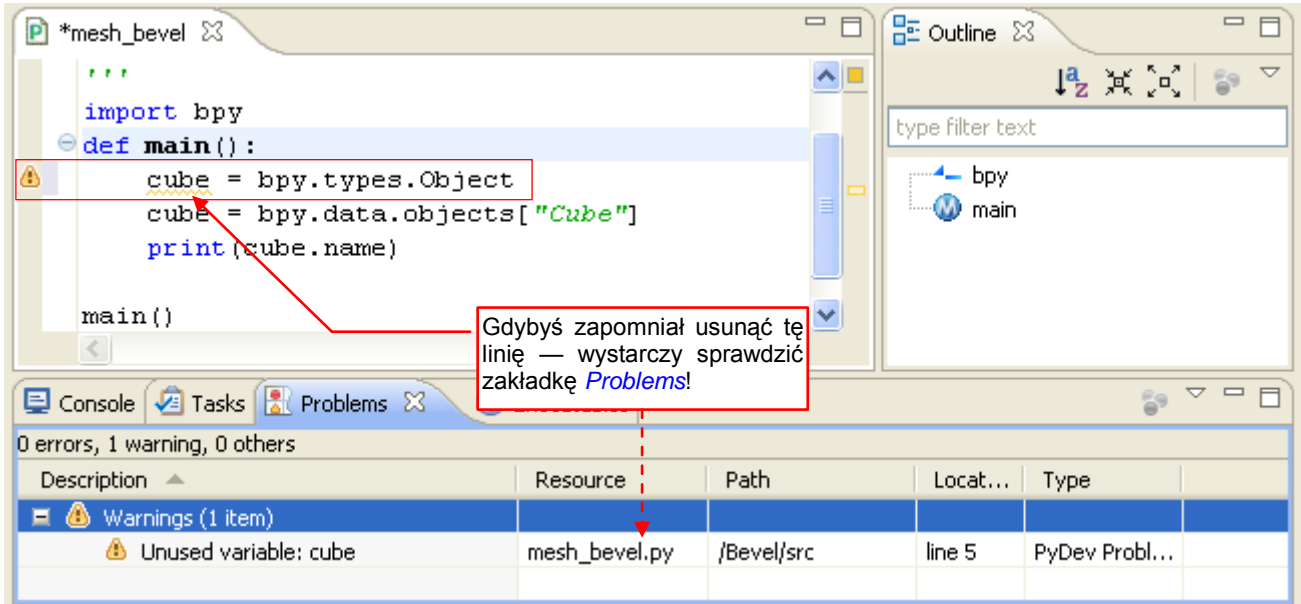 *mesh_bevel
'''
import bpy
def main():
cube = bpy.types.Object
cube = bpy.data.objects["Cube"]
print(cube.name)
main()
Outline
type filter text
bpy
main
Gdybyś zapomniał usunąć tę
linię — wystarczy sprawdzić
zakładkę Problems!
Console Tasks Problems
0 errors, 1 warning, 0 others
Description Resource Path Locat... Type
Warnings (1 item)
Unused variable: cube mesh_bevel.py /Bevel/src line 5 PyDev Probl...